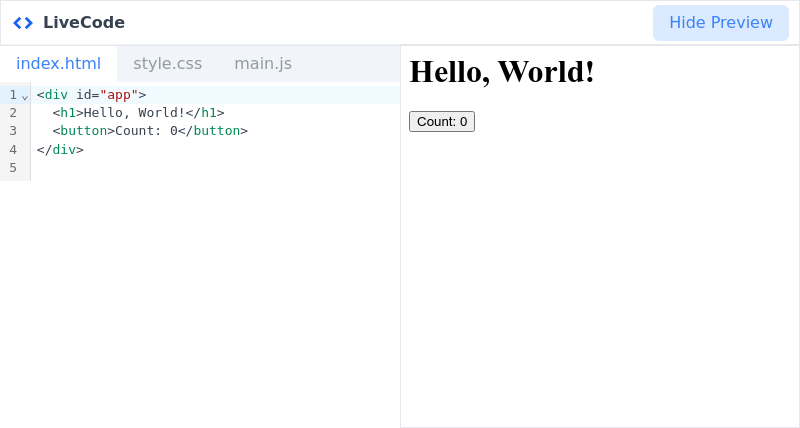 LiveCode
Hide Preview
index.html style.css main.js
1 <div id="app">
2   <h1>Hello, World!</h1>
3   <button>Count: 0</button>
4 </div>
5
Hello, World!
Count: 0